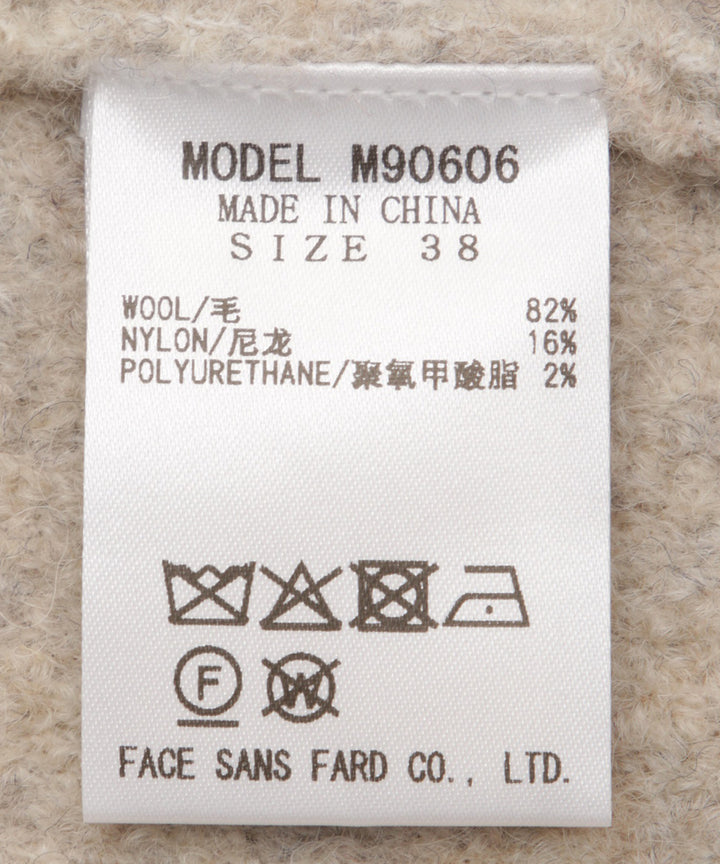 MODEL M90606
MADE IN CHINA
SIZE 38
WOOL/毛 82%
NYLON/尼龙 16%
POLYURETHANE/聚氧甲酸脂 2%
F W
FACE SANS FARD CO., LTD.